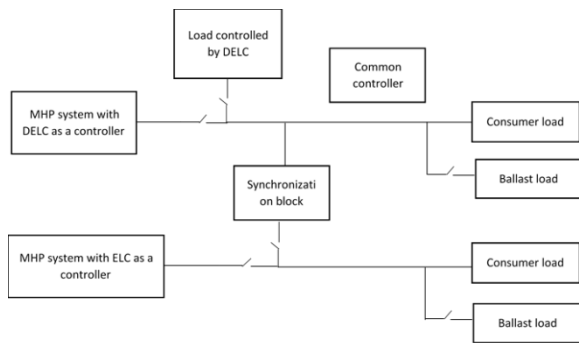 Load controlled
by DELC
Common
controller
MHP system with
DELC as a controller
Consumer load
Ballast load
Synchronizati
on block
MHP system with ELC as a
controller
Consumer load
Ballast load